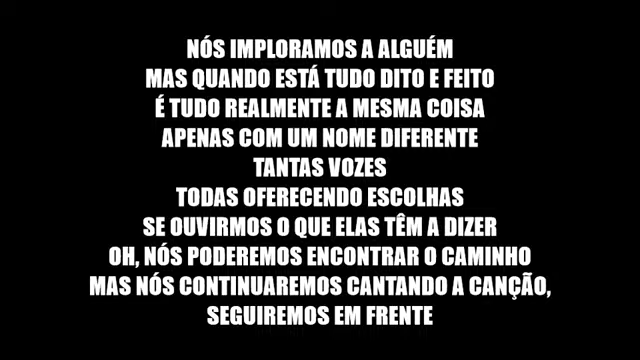 NÓS IMPLORAMOS A ALGUÉM
MAS QUANDO ESTÁ TUDO DITO E FEITO
É TUDO REALMENTE A MESMA COISA
APENAS COM UM NOME DIFERENTE
TANTAS VOZES
TODAS OFERECENDO ESCOLHAS
SE OUVIRMOS O QUE ELAS TÊM A DIZER
OH, NÓS PODEREMOS ENCONTRAR O CAMINHO
MAS NÓS CONTINUAREMOS CANTANDO A CANÇÃO,
SEGUIREMOS EM FRENTE